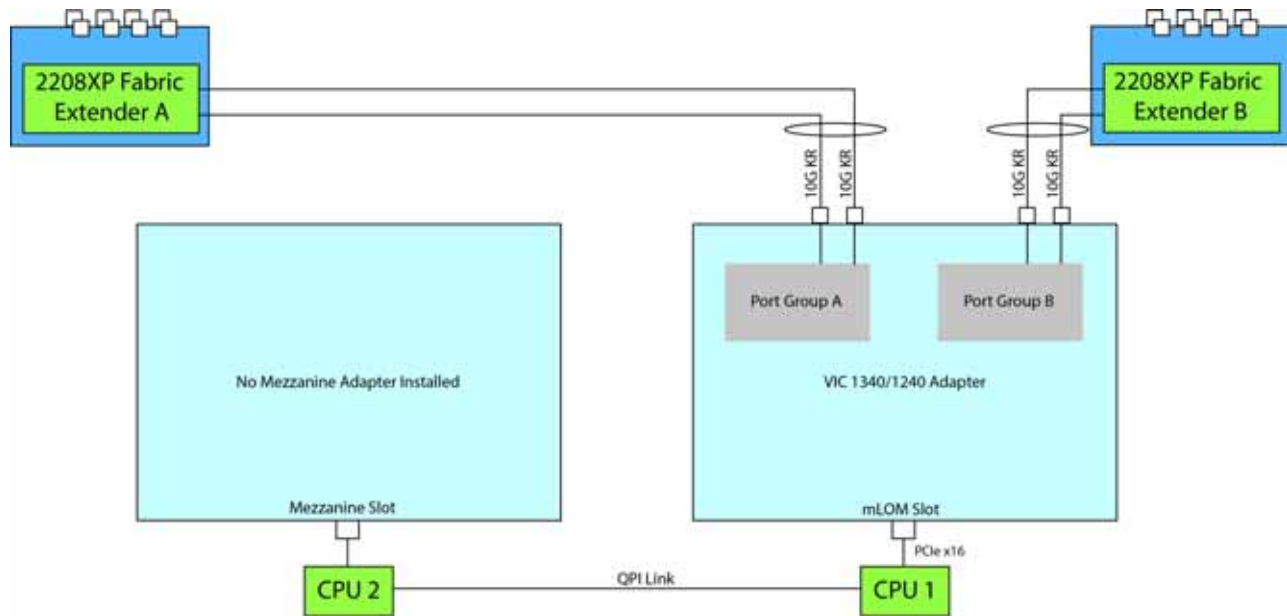 2208XP Fabric
Extender A
2208XP Fabric
Extender B
10G KR
10G KR
10G KR
10G KR
Port Group A
Port Group B
No Mezzanine Adapter Installed
VIC 1340/1240 Adapter
Mezzanine Slot
mLOM Slot
PCIe x16
QPI Link
CPU 2
CPU 1